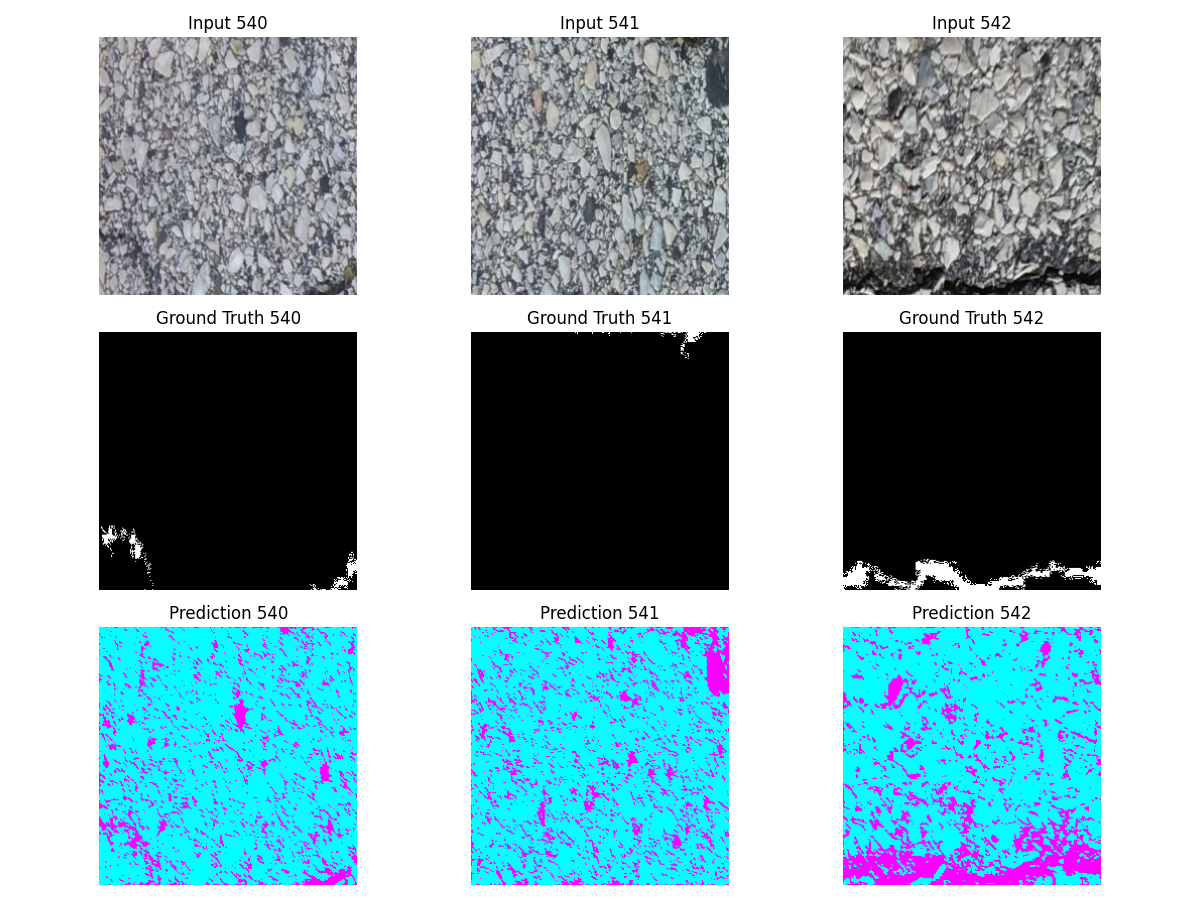 Input 540
Input 541
Input 542
Ground Truth 540
Ground Truth 541
Ground Truth 542
Prediction 540
Prediction 541
Prediction 542